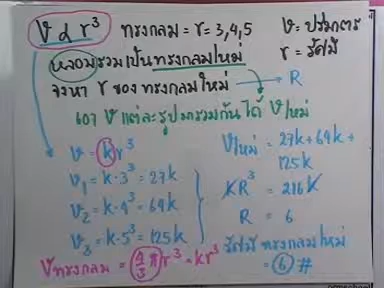 V α r³ ทรงกลม = r = 3,4,5 V = ปริมาตร
หลอมรวมเป็นทรงกลมใหม่ r = รัศมี
จงหา r ของทรงกลมใหม่ → R
เอา V แต่ละรูปมารวมกันได้ Vใหม่
V = kr³ Vใหม่ = 27k+64k+
125k
V₁ = k·3³ = 27k KR³ = 216k
V₂ = k·4³ = 64k R = 6
V₃ = k·5³ = 125k รัศมีทรงกลมใหม่
Vทรงกลม = (4/3 π)r³ = kr³ = 6 #